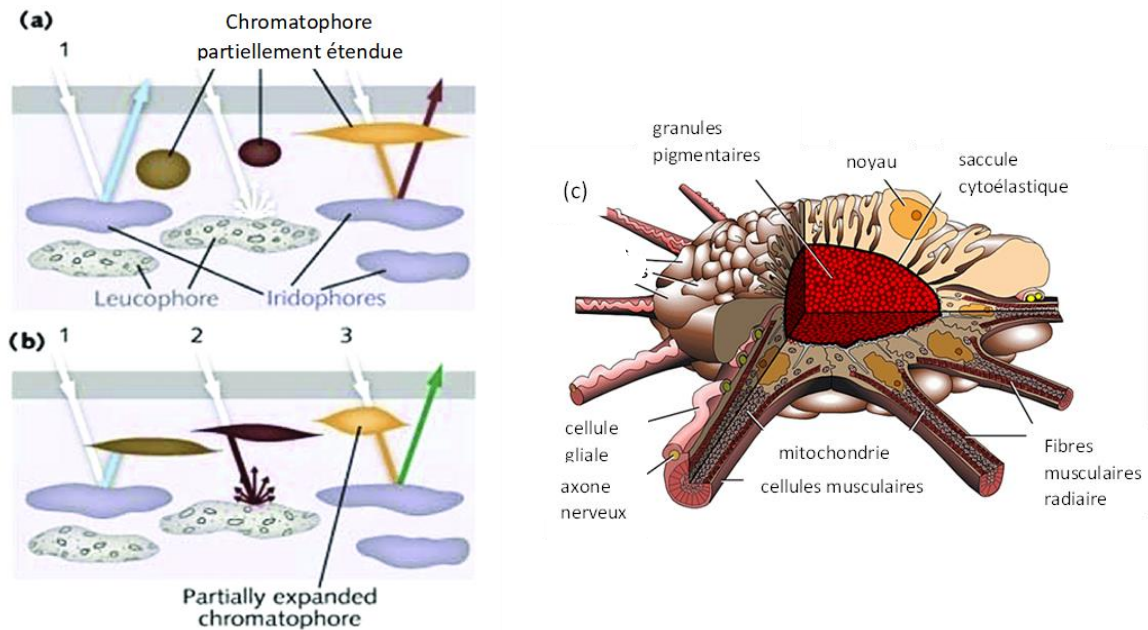 (a)
Chromatophore
partiellement étendue
1
Leucophore
Iridophores
(b)
1
2
3
Partially expanded
chromatophore
(c)
granules
pigmentaires
noyau
saccule
cytoélastique
cellule
gliale
axone
nerveux
mitochondrie
cellules musculaires
Fibres
musculaires
radiaire